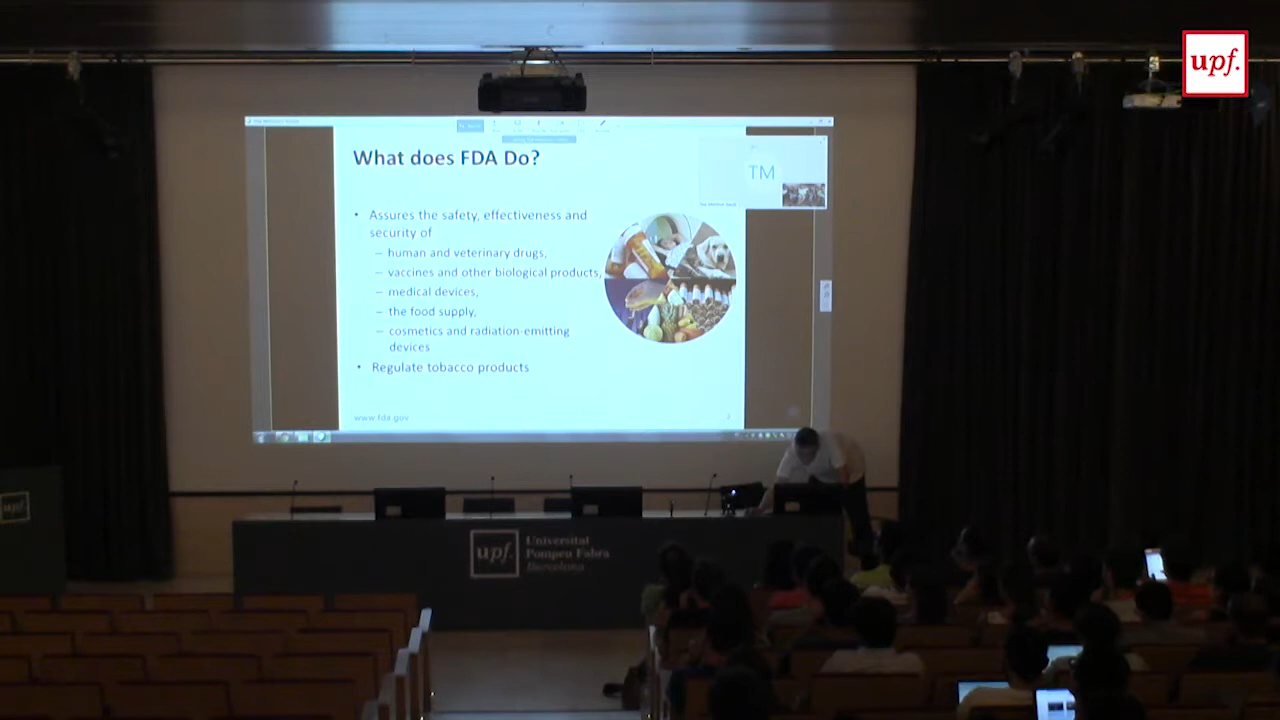 upf.
What does FDA Do?
TM
• Assures the safety, effectiveness and
security of
– human and veterinary drugs,
– vaccines and other biological products,
– medical devices,
– the food supply,
– cosmetics and radiation-emitting
devices
• Regulate tobacco products
www.fda.gov
upf.
upf.
Universitat
Pompeu Fabra
Barcelona